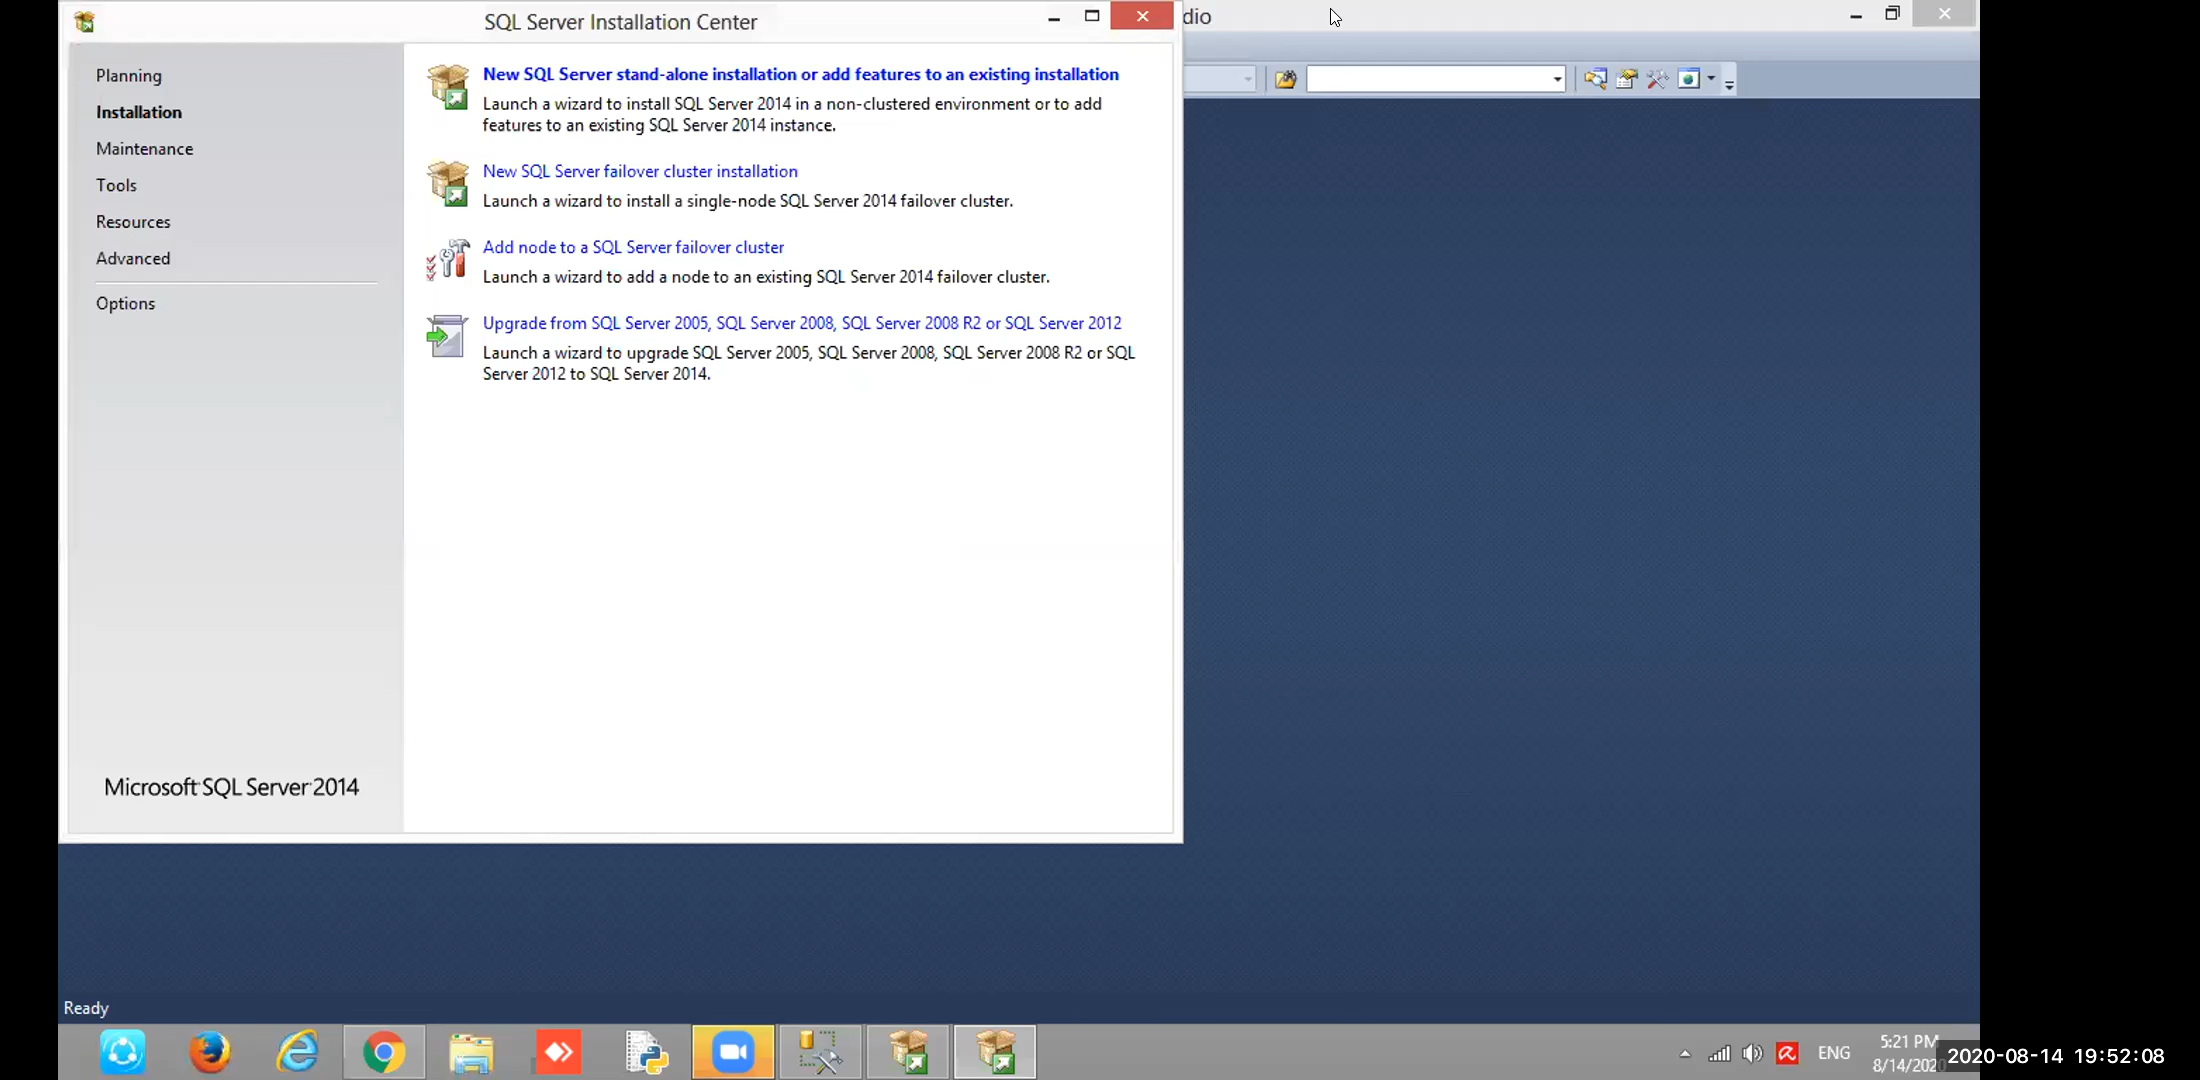 SQL Server Installation Center
dio
Planning
Installation
Maintenance
Tools
Resources
Advanced
Options
New SQL Server stand-alone installation or add features to an existing installation
Launch a wizard to install SQL Server 2014 in a non-clustered environment or to add
features to an existing SQL Server 2014 instance.
New SQL Server failover cluster installation
Launch a wizard to install a single-node SQL Server 2014 failover cluster.
Add node to a SQL Server failover cluster
Launch a wizard to add a node to an existing SQL Server 2014 failover cluster.
Upgrade from SQL Server 2005, SQL Server 2008, SQL Server 2008 R2 or SQL Server 2012
Launch a wizard to upgrade SQL Server 2005, SQL Server 2008, SQL Server 2008 R2 or SQL
Server 2012 to SQL Server 2014.
Microsoft SQL Server 2014
Ready
ENG
5:21 PM
8/14/202
2020-08-14 19:52:08